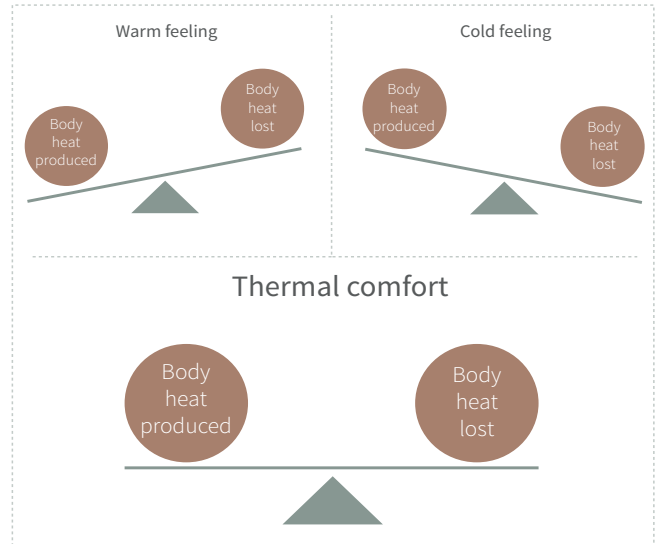 Warm feeling
Body
heat
produced
Body
heat
lost
Cold feeling
Body
heat
produced
Body
heat
lost
Thermal comfort
Body
heat
produced
Body
heat
lost